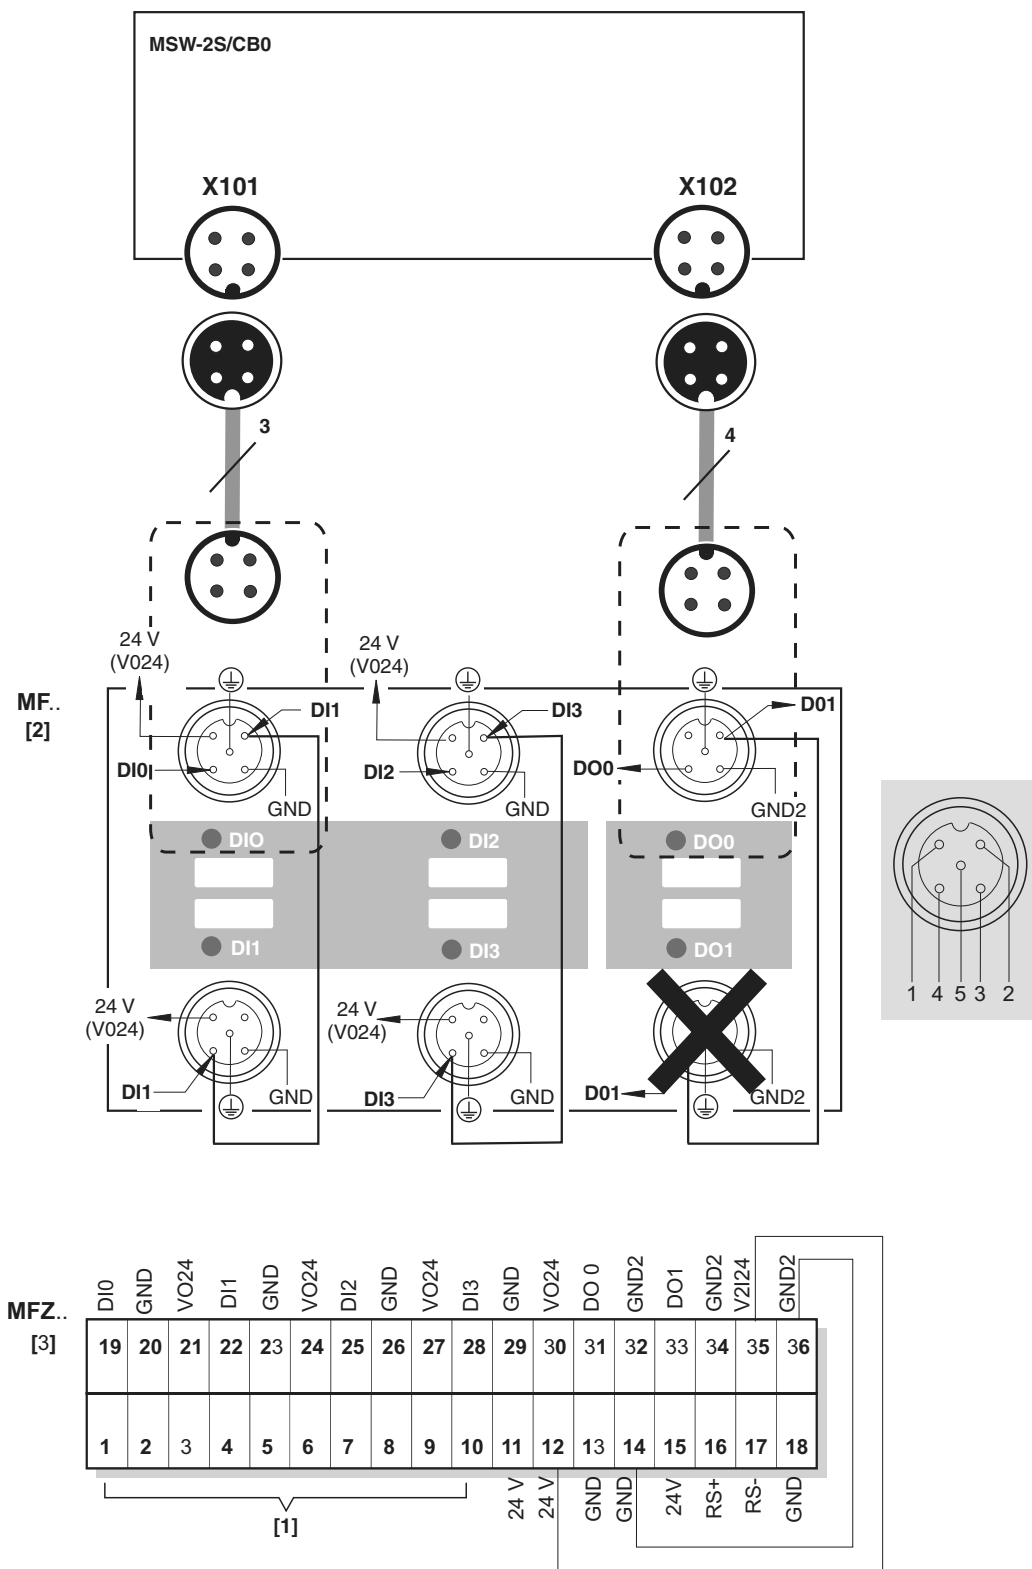 MSW-2S/CB0
X101 X102
3 4
24 V
(V024)
24 V
(V024)
MF..
[2]
DI1 DI3 D01
DI0 DI2 DO0
GND GND GND2
DIO DI2 DO0
DI1 DI3 DO1
1 4 5 3 2
24 V
(V024)
24 V
(V024)
DI1 GND DI3 GND D01 GND2
MFZ..
[3]
DI0 GND VO24 DI1 GND VO24 DI2 GND VO24 DI3 GND VO24 DO 0 GND2 DO1 GND2 V2I24 GND2
19 20 21 22 23 24 25 26 27 28 29 30 31 32 33 34 35 36
1 2 3 4 5 6 7 8 9 10 11 12 13 14 15 16 17 18
24 V 24 V GND GND 24V RS+ RS- GND
[1]